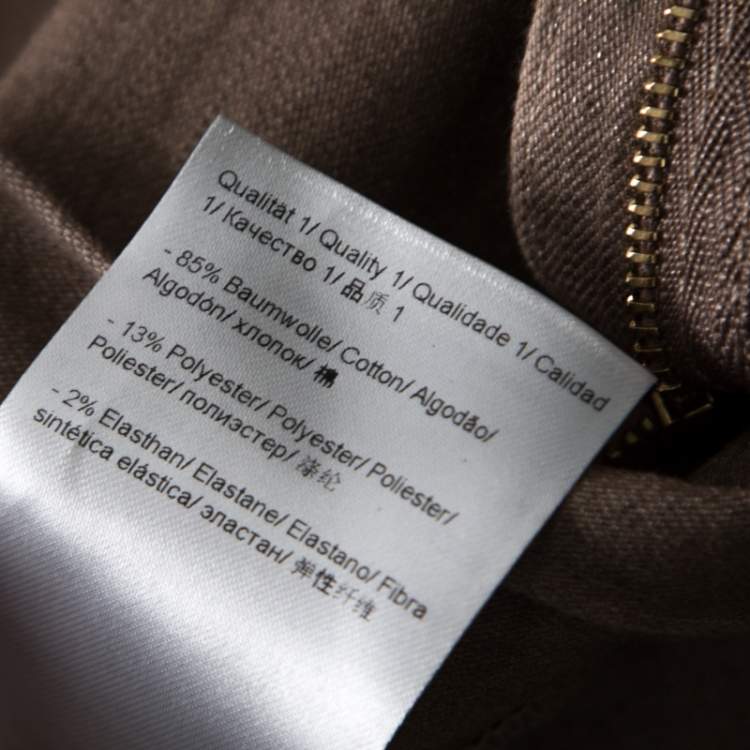 Qualität 1/ Quality 1/ Qualidade 1/ Calidad
1/ Качество 1/ 品质 1
- 85% Baumwolle/ Cotton/ Algodão/
Algodón/ хлопок/ 棉
- 13% Polyester/ Polyester/ Poliester/
Poliester/ полиэстер/ 涤纶
- 2% Elasthan/ Elastane/ Elastano/ Fibra
sintética elástica/ эластан/ 弹性纤维